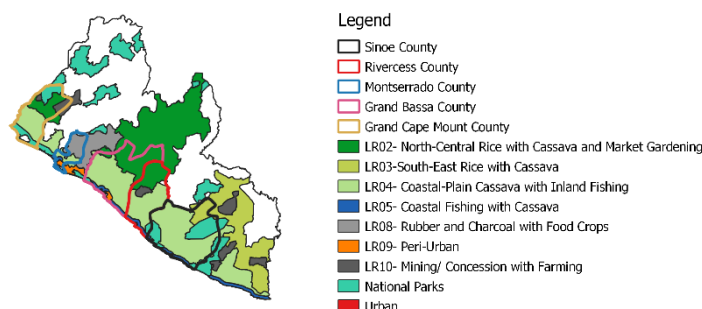 Legend
Sinoe County
Rivercess County
Montserrado County
Grand Bassa County
Grand Cape Mount County
LR02- North-Central Rice with Cassava and Market Gardening
LR03-South-East Rice with Cassava
LR04- Coastal-Plain Cassava with Inland Fishing
LR05- Coastal Fishing with Cassava
LR08- Rubber and Charcoal with Food Crops
LR09- Peri-Urban
LR10- Mining/ Concession with Farming
National Parks
Urban